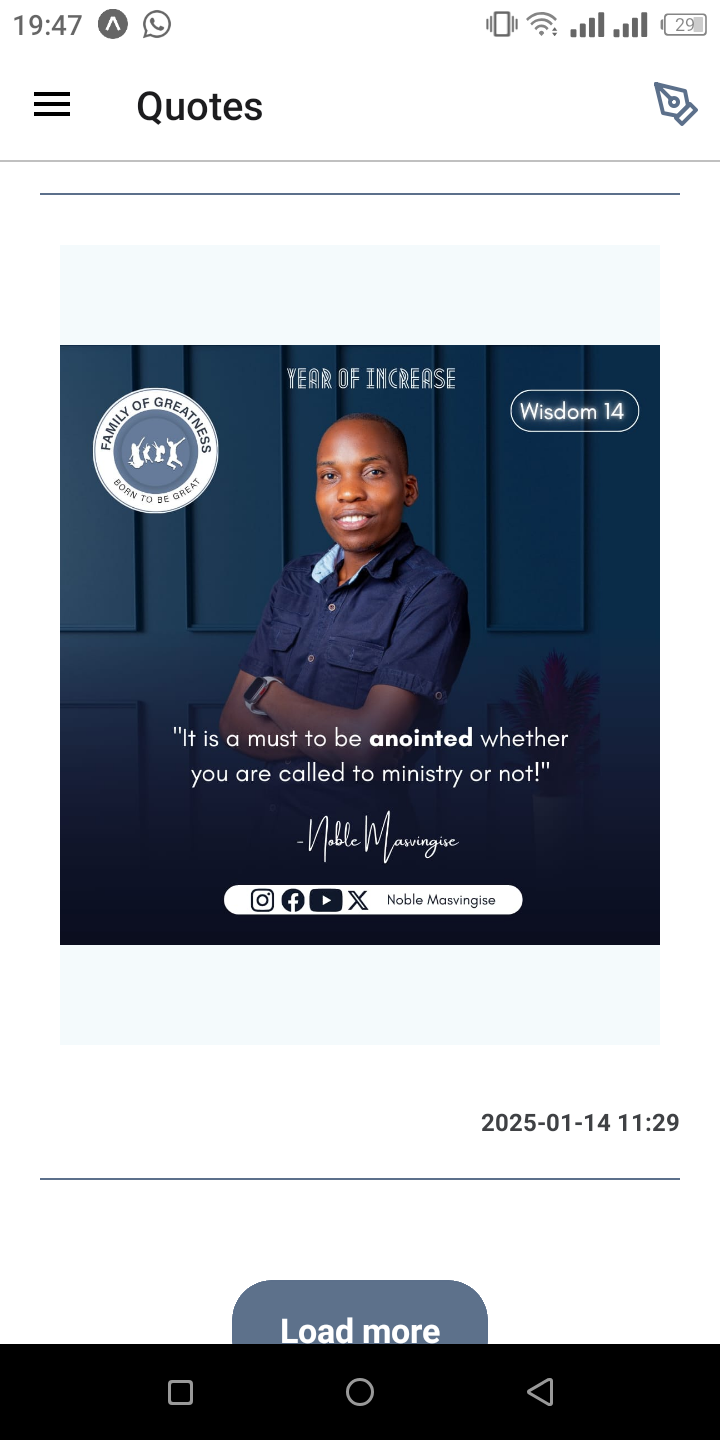 19:47
29
Quotes
YEAR OF INCREASE
FAMILY OF GREATNESS
BORN TO BE GREAT
Wisdom 14
"It is a must to be anointed whether
you are called to ministry or not!"
-Noble Masvingise
Noble Masvingise
2025-01-14 11:29
Load more